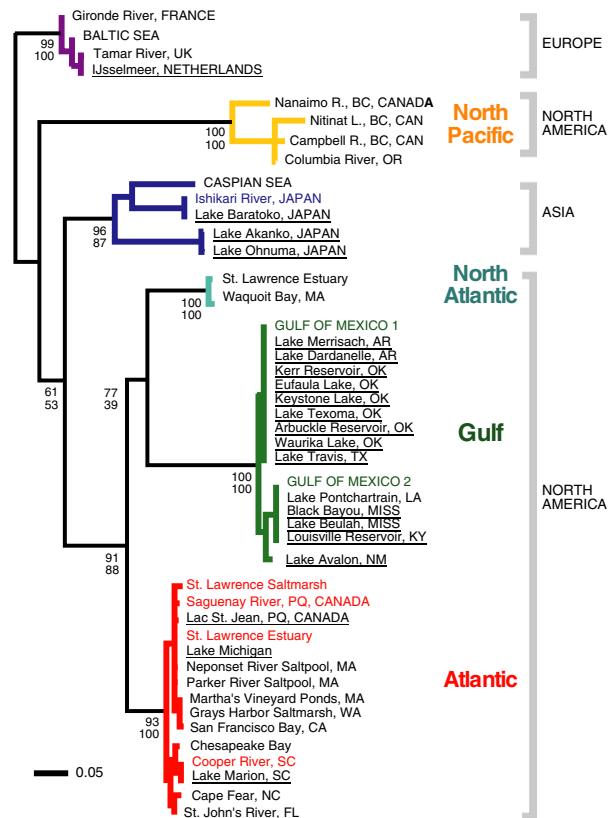 Gironde River, FRANCE
BALTIC SEA
Tamar River, UK
IJsselmeer, NETHERLANDS
99
100
EUROPE
Nanaimo R., BC, CANADA
Nitinat L., BC, CAN
Campbell R., BC, CAN
Columbia River, OR
100
100
North
Pacific
NORTH
AMERICA
CASPIAN SEA
Ishikari River, JAPAN
Lake Baratoko, JAPAN
Lake Akanko, JAPAN
Lake Ohnuma, JAPAN
96
87
ASIA
St. Lawrence Estuary
Waquoit Bay, MA
100
100
North
Atlantic
GULF OF MEXICO 1
Lake Merrisach, AR
Lake Dardanelle, AR
Kerr Reservoir, OK
Eufaula Lake, OK
Keystone Lake, OK
Lake Texoma, OK
Arbuckle Reservoir, OK
Waurika Lake, OK
Lake Travis, TX
61
53
77
39
Gulf
100
100
GULF OF MEXICO 2
Lake Pontchartrain, LA
Black Bayou, MISS
Lake Beulah, MISS
Louisville Reservoir, KY
Lake Avalon, NM
NORTH
AMERICA
91
88
St. Lawrence Saltmarsh
Saguenay River, PQ, CANADA
Lac St. Jean, PQ, CANADA
St. Lawrence Estuary
Lake Michigan
Neponset River Saltpool, MA
Parker River Saltpool, MA
Martha's Vineyard Ponds, MA
Grays Harbor Saltmarsh, WA
San Francisco Bay, CA
Atlantic
93
100
Chesapeake Bay
Cooper River, SC
Lake Marion, SC
Cape Fear, NC
St. John's River, FL
0.05